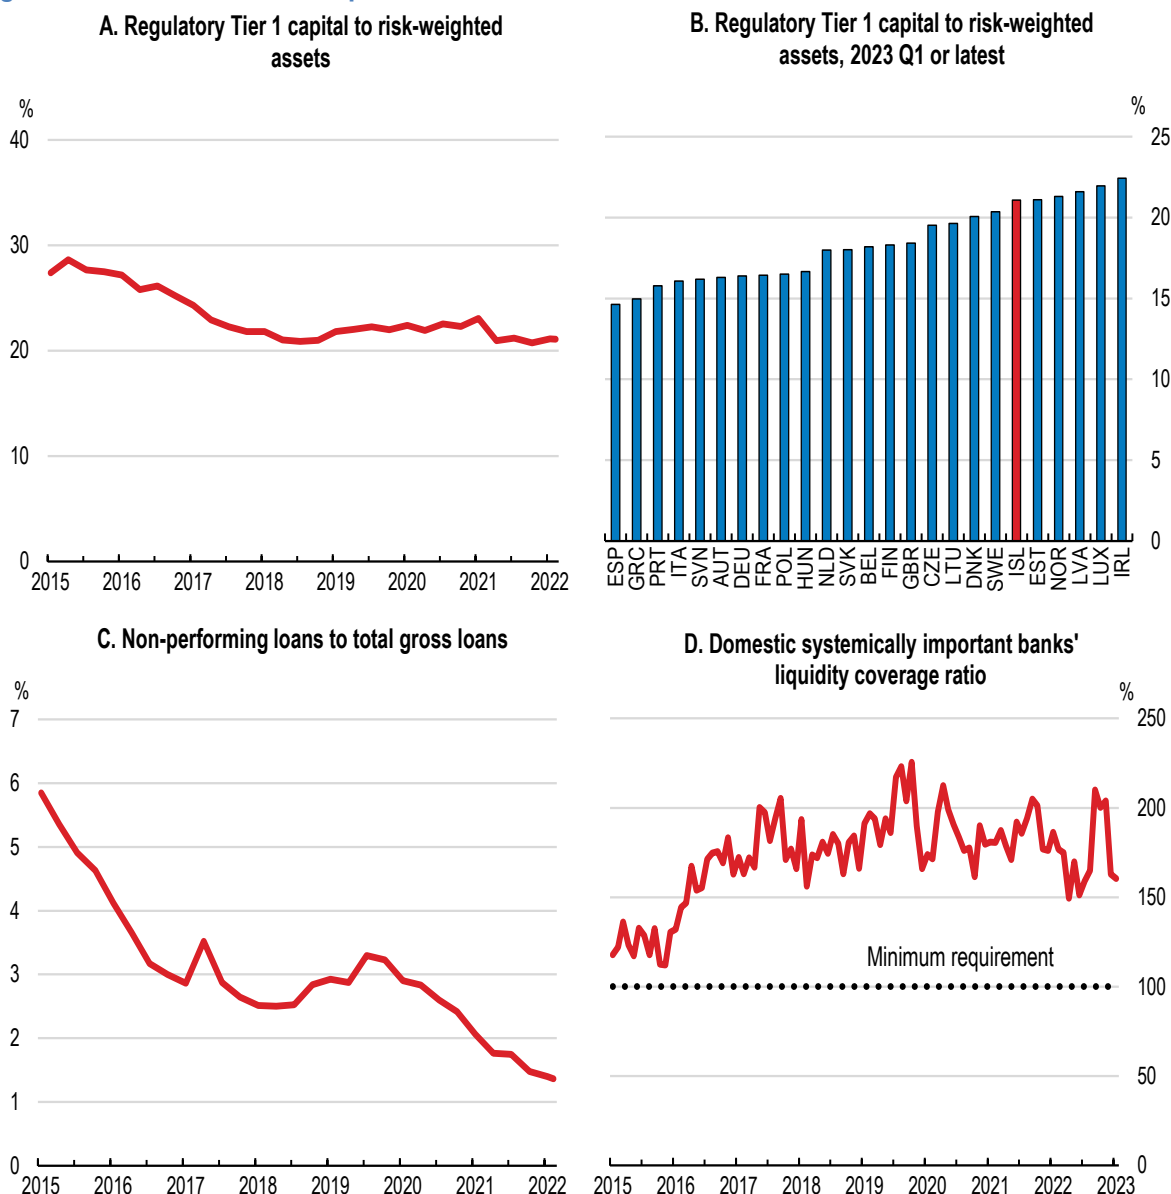 A. Regulatory Tier 1 capital to risk-weighted
assets
%
40
30
20
10
0
2015 2016 2017 2018 2019 2020 2021 2022
B. Regulatory Tier 1 capital to risk-weighted
assets, 2023 Q1 or latest
%
25
20
15
10
5
0
ESP GRC PRT ITA SVN AUT DEU FRA POL HUN NLD SVK BEL FIN GBR CZE LTU DNK SWE ISL EST NOR LVA LUX IRL
C. Non-performing loans to total gross loans
%
7
6
5
4
3
2
1
0
2015 2016 2017 2018 2019 2020 2021 2022
D. Domestic systemically important banks'
liquidity coverage ratio
%
250
200
150
Minimum requirement
100
50
0
2015 2016 2017 2018 2019 2020 2021 2022 2023